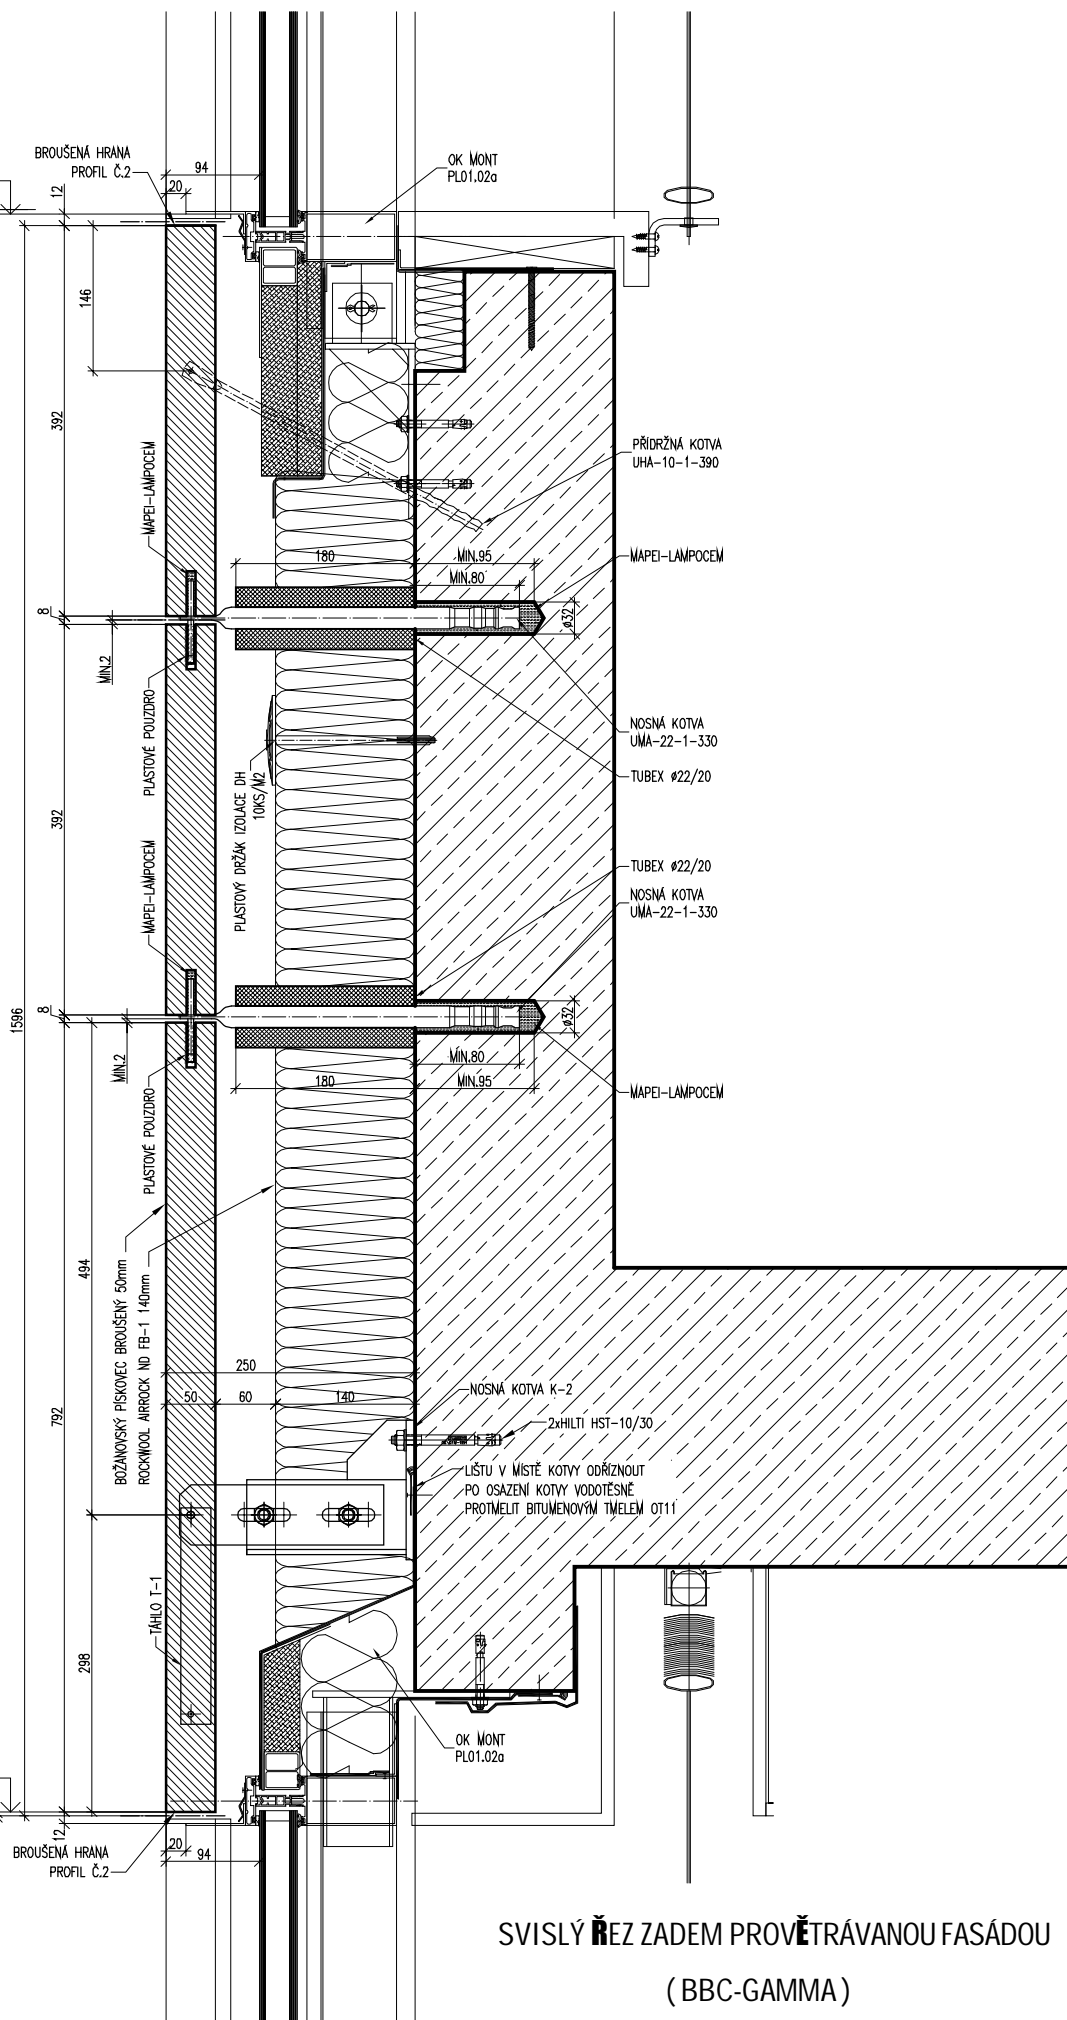 BROUŠENÁ HRANA
PROFIL Č.2
94
20
12
OK MONT
PL01,02a
146
392
MAPEI-LAMPOCEM
PŘÍDRŽNÁ KOTVA
UHA-10-1-390
180
MIN.95
MIN.80
MAPEI-LAMPOCEM
ø32
8
MIN.2
PLASTOVÉ POUZDRO
NOSNÁ KOTVA
UMA-22-1-330
TUBEX ø22/20
PLASTOVÝ DRŽÁK IZOLACE DH
10KS/M2
392
MAPEI-LAMPOCEM
TUBEX ø22/20
NOSNÁ KOTVA
UMA-22-1-330
1596
8
ø32
MIN.2
MIN.80
180
MIN.95
MAPEI-LAMPOCEM
PLASTOVÉ POUZDRO
494
BOŽANOVSKÝ PÍSKOVEC BROUŠENÝ 50mm
ROCKWOOL AIRROCK ND FB-1 140mm
250
50
60
140
792
NOSNÁ KOTVA K-2
2xHILTI HST-10/30
LIŠTU V MÍSTĚ KOTVY ODŘÍZNOUT
PO OSAZENÍ KOTVY VODOTĚSNĚ
PROTMELIT BITUMENOVÝM TMELEM OT11
TÁHLO T-1
298
OK MONT
PL01.02a
12
20
94
BROUŠENÁ HRANA
PROFIL Č.2
SVISLÝ ŘEZ ZADEM PROVĚTRÁVANOU FASÁDOU
(BBC-GAMMA)